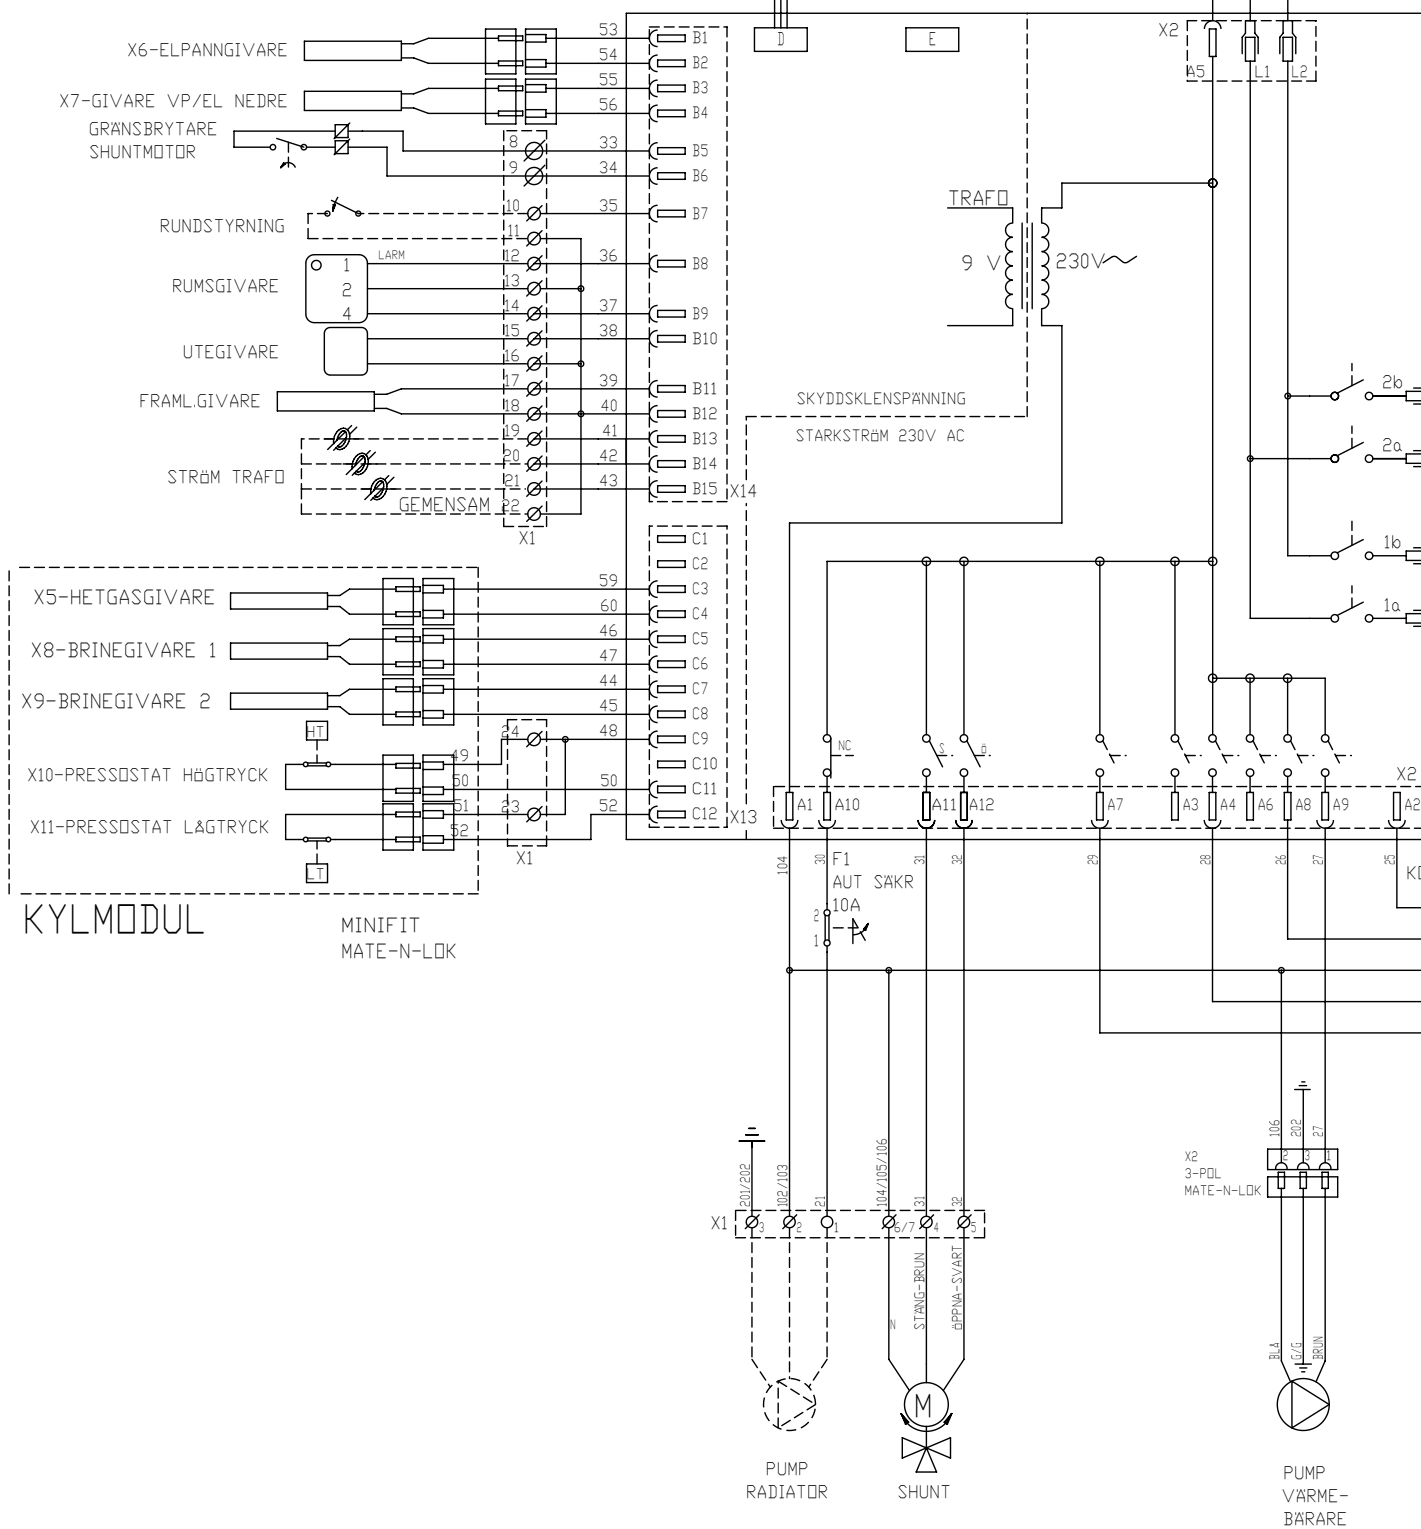 X6-ELPANNGIVARE
53
B1
54
B2
X7-GIVARE VP/EL NEDRE
55
B3
56
B4
GRÄNSBRYTARE
SHUNTMOTOR
8
33
B5
9
34
B6
RUNDSTYRNING
10
35
B7
11
RUMSGIVARE
1
2
4
LARM
12
36
B8
13
14
37
B9
UTEGIVARE
15
38
B10
16
FRAML.GIVARE
17
39
B11
18
40
B12
STRÖM TRAFO
19
41
B13
20
42
B14
21
43
B15
X14
GEMENSAM
22
X1
D
E
X2
A5
L1
L2
TRAFO
9 V
230V
SKYDDSKLENSPÄNNING
STARKSTRÖM 230V AC
2b
2a
1b
1a
C1
C2
X5-HETGASGIVARE
59
C3
60
C4
X8-BRINEGIVARE 1
46
C5
47
C6
X9-BRINEGIVARE 2
44
C7
45
C8
HT
24
48
C9
X10-PRESSOSTAT HÖGTRYCK
49
C10
50
50
C11
X11-PRESSOSTAT LÅGTRYCK
51
23
52
C12
X13
52
X1
LT
KYLMODUL
MINIFIT
MATE-N-LOK
NC
S
Ö
X2
A1
A10
A11
A12
A7
A3
A4
A6
A8
A9
A2
104
30
31
32
29
28
26
27
25
F1
AUT SÄKR
10A
2
1
201/202
102/103
21
104/105/106
31
32
X1
3
2
1
6/7
4
5
N
STÄNG-BRUN
ÖPPNA-SVART
M
PUMP
RADIATOR
SHUNT
106
202
27
X2
3-POL
MATE-N-LOK
2
3
1
BLÅ
G/G
BRUN
PUMP
VÄRME-
BÄRARE